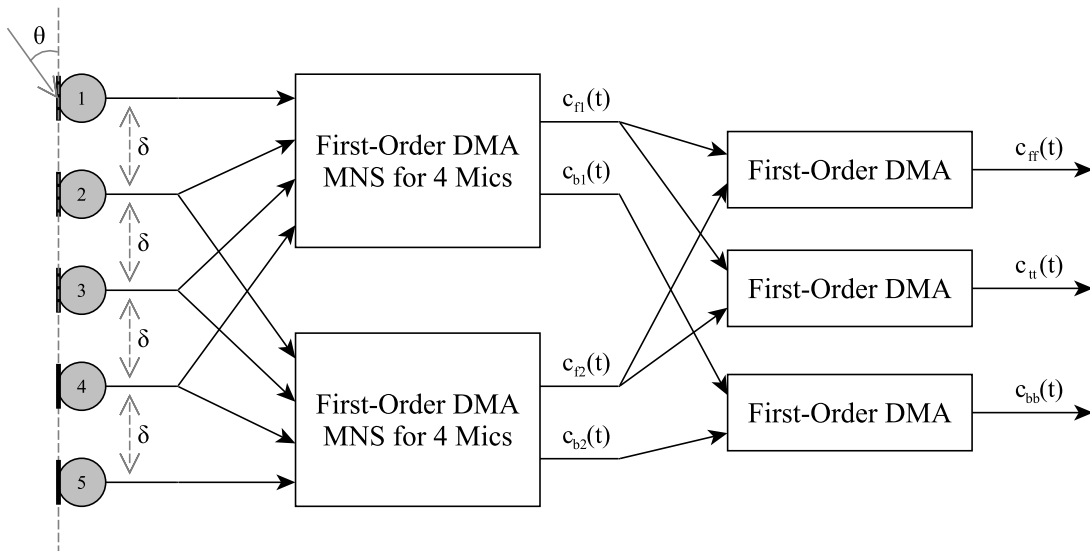 θ
1
δ
2
δ
3
δ
4
δ
5
First-Order DMA
MNS for 4 Mics
First-Order DMA
MNS for 4 Mics
c_f1(t)
c_b1(t)
c_f2(t)
c_b2(t)
First-Order DMA
First-Order DMA
First-Order DMA
c_ff(t)
c_tt(t)
c_bb(t)